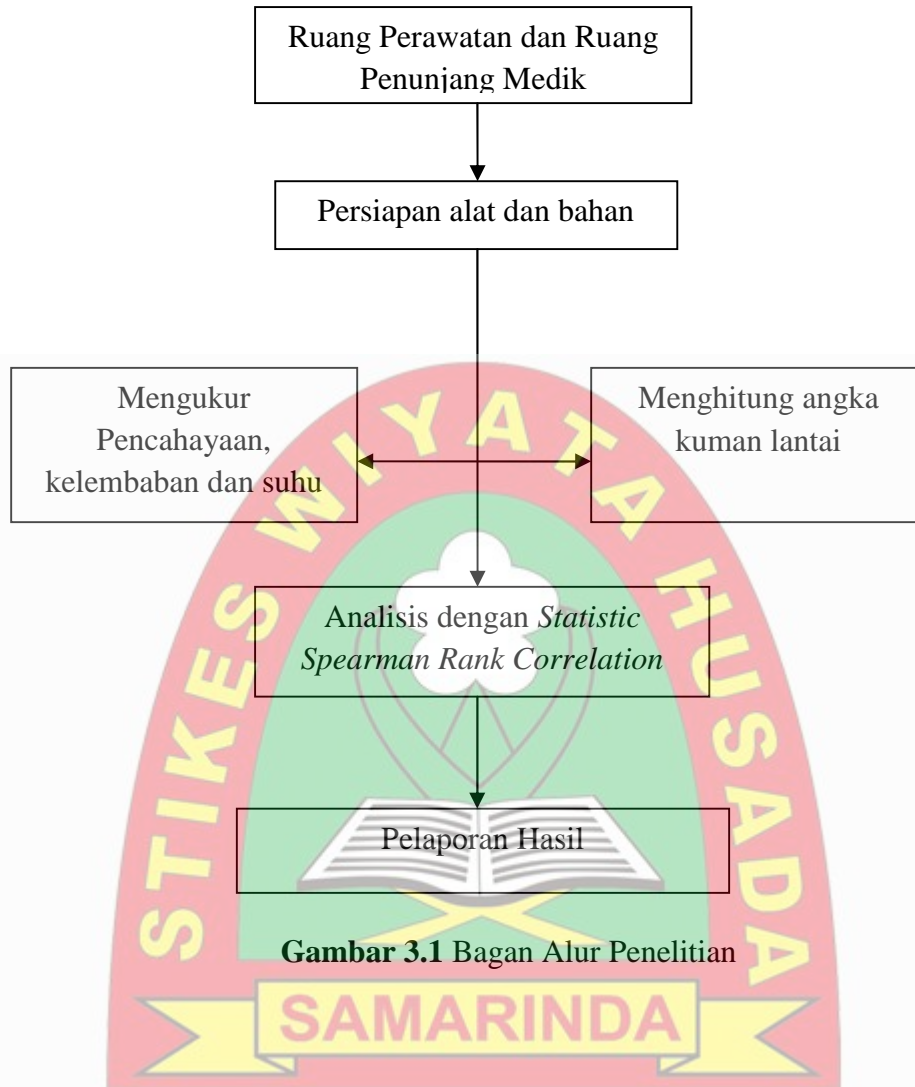 Ruang Perawatan dan Ruang
Penunjang Medik
Persiapan alat dan bahan
Mengukur
Pencahayaan,
kelembaban dan suhu
Menghitung angka
kuman lantai
Analisis dengan Statistic
Spearman Rank Correlation
Pelaporan Hasil
Gambar 3.1 Bagan Alur Penelitian
STIKES WIYATA HUSADA
SAMARINDA